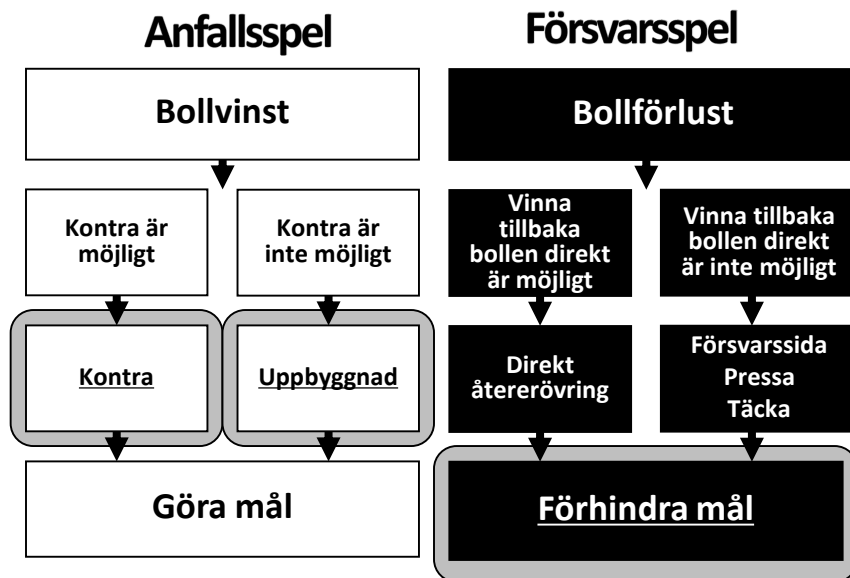 Anfallsspel
Försvarsspel
Bollvinst
Bollförlust
Kontra är
möjligt
Kontra är
inte möjligt
Vinna
tillbaka
bollen direkt
är möjligt
Vinna tillbaka
bollen direkt
är inte möjligt
Kontra
Uppbyggnad
Direkt
återerövring
Försvarssida
Pressa
Täcka
Göra mål
Förhindra mål